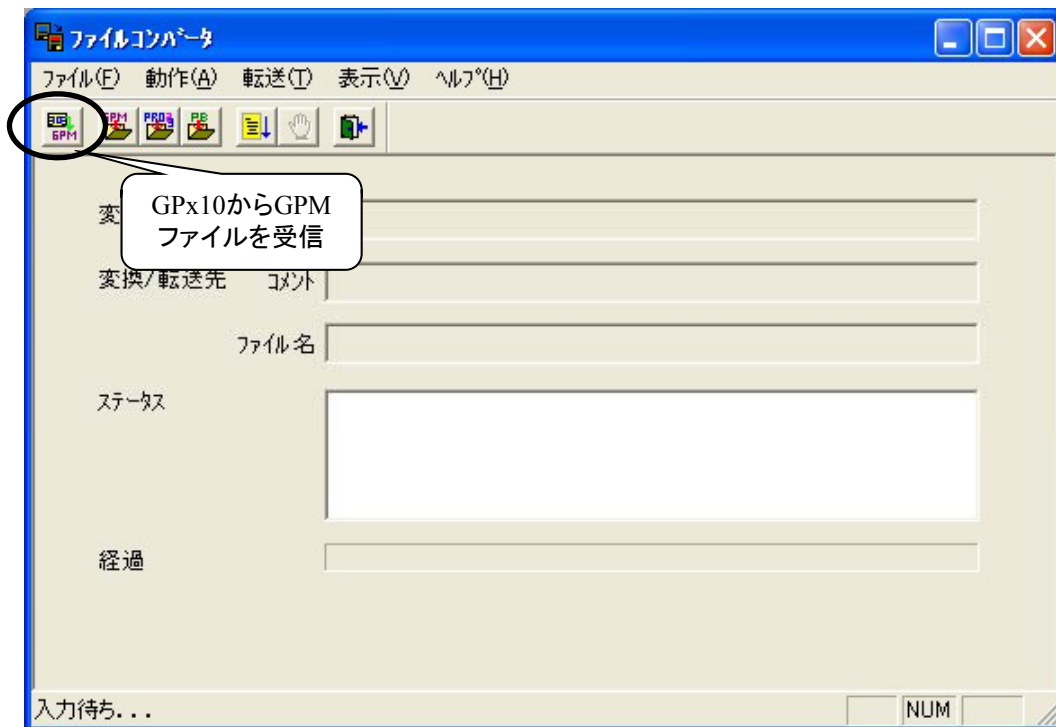 ファイルコンバータ
ファイル(F) 動作(A) 転送(T) 表示(V) ヘルプ(H)
GPM GPM PRO3 PB
変
GPx10からGPM
ファイルを受信
変換/転送先 コメント
ファイル名
ステータス
経過
入力待ち... NUM